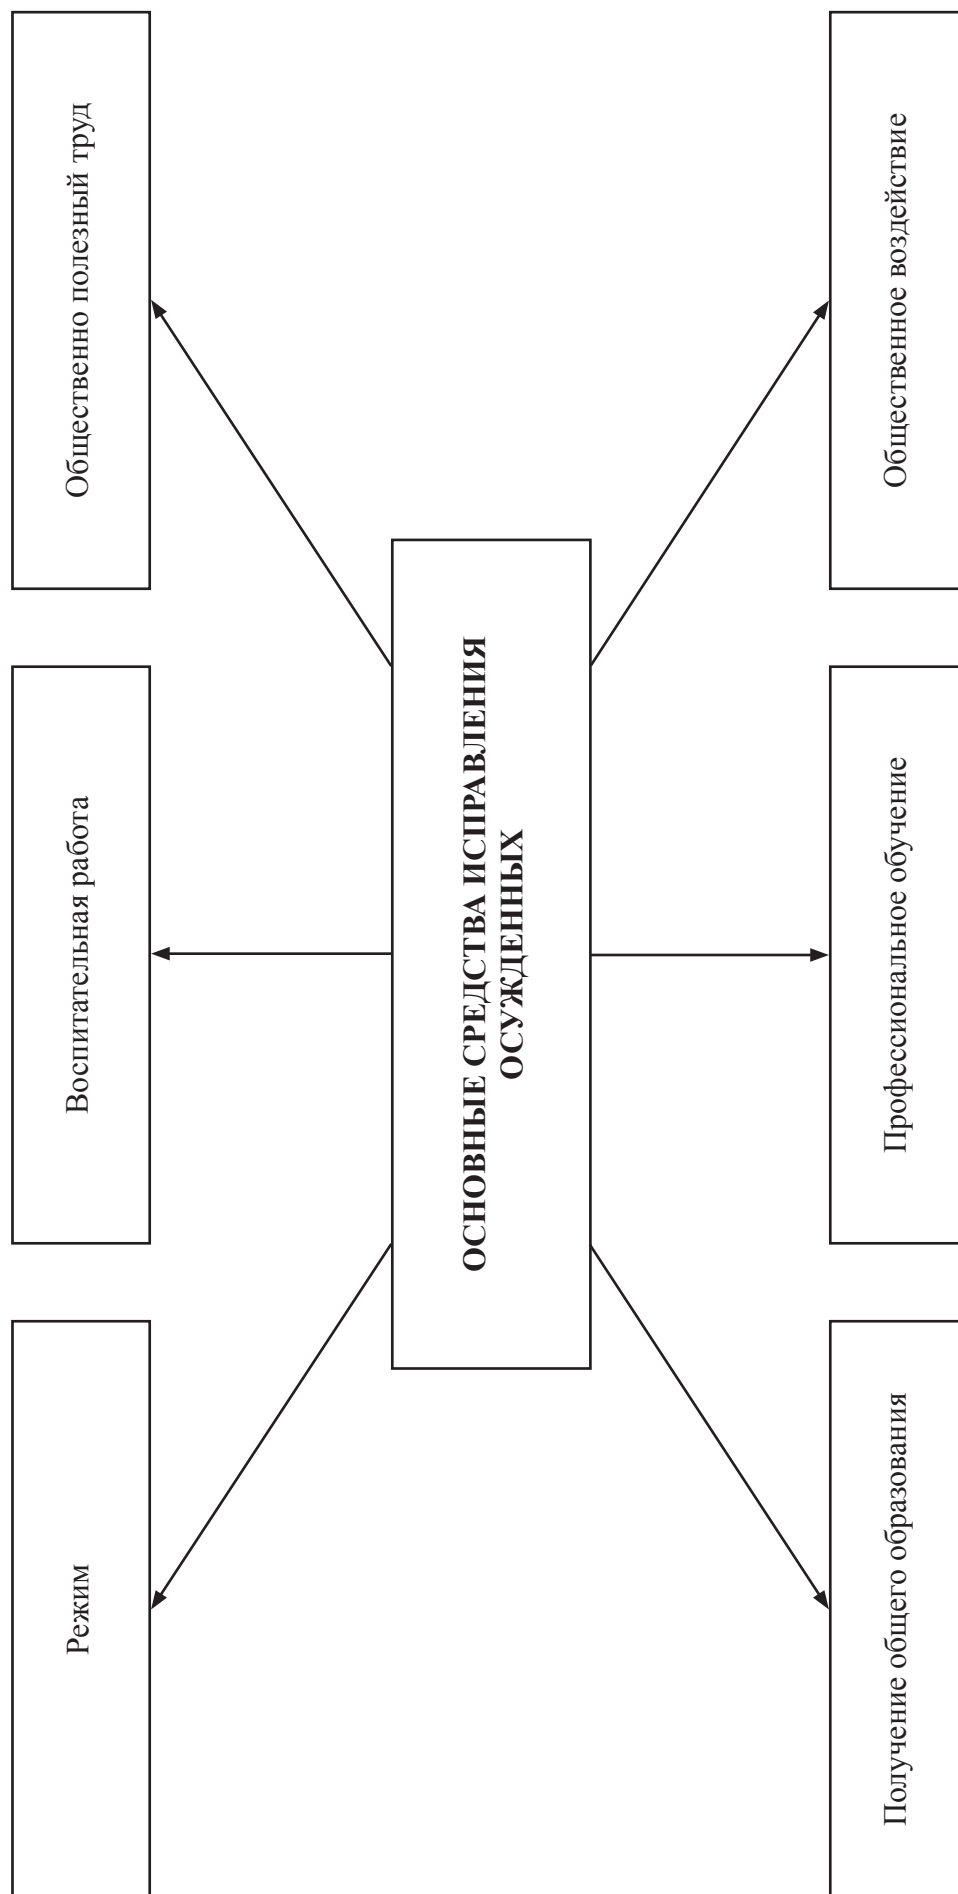 Режим
Воспитательная работа
Общественно полезный труд
ОСНОВНЫЕ СРЕДСТВА ИСПРАВЛЕНИЯ
ОСУЖДЕННЫХ
Получение общего образования
Профессиональное обучение
Общественное воздействие